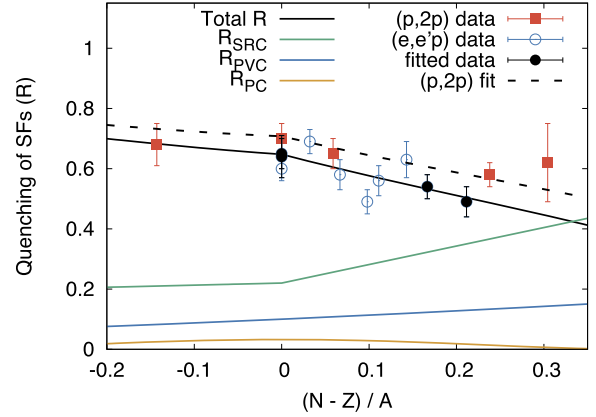 Total R
R_SRC
R_PVC
R_PC
(p,2p) data
(e,e'p) data
fitted data
(p,2p) fit
Quenching of SFs (R)
1
0.8
0.6
0.4
0.2
0
-0.2 -0.1 0 0.1 0.2 0.3
(N - Z) / A